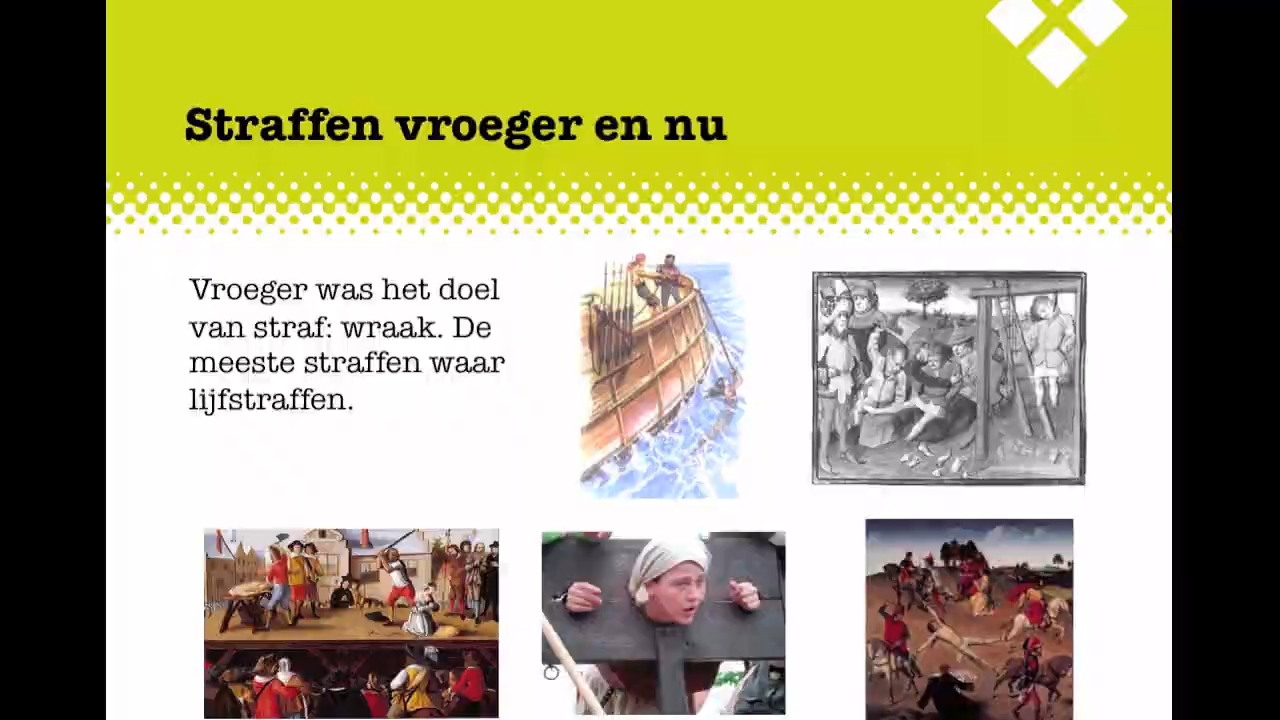 Straffen vroeger en nu
Vroeger was het doel
van straf: wraak. De
meeste straffen waar
lijfstraffen.